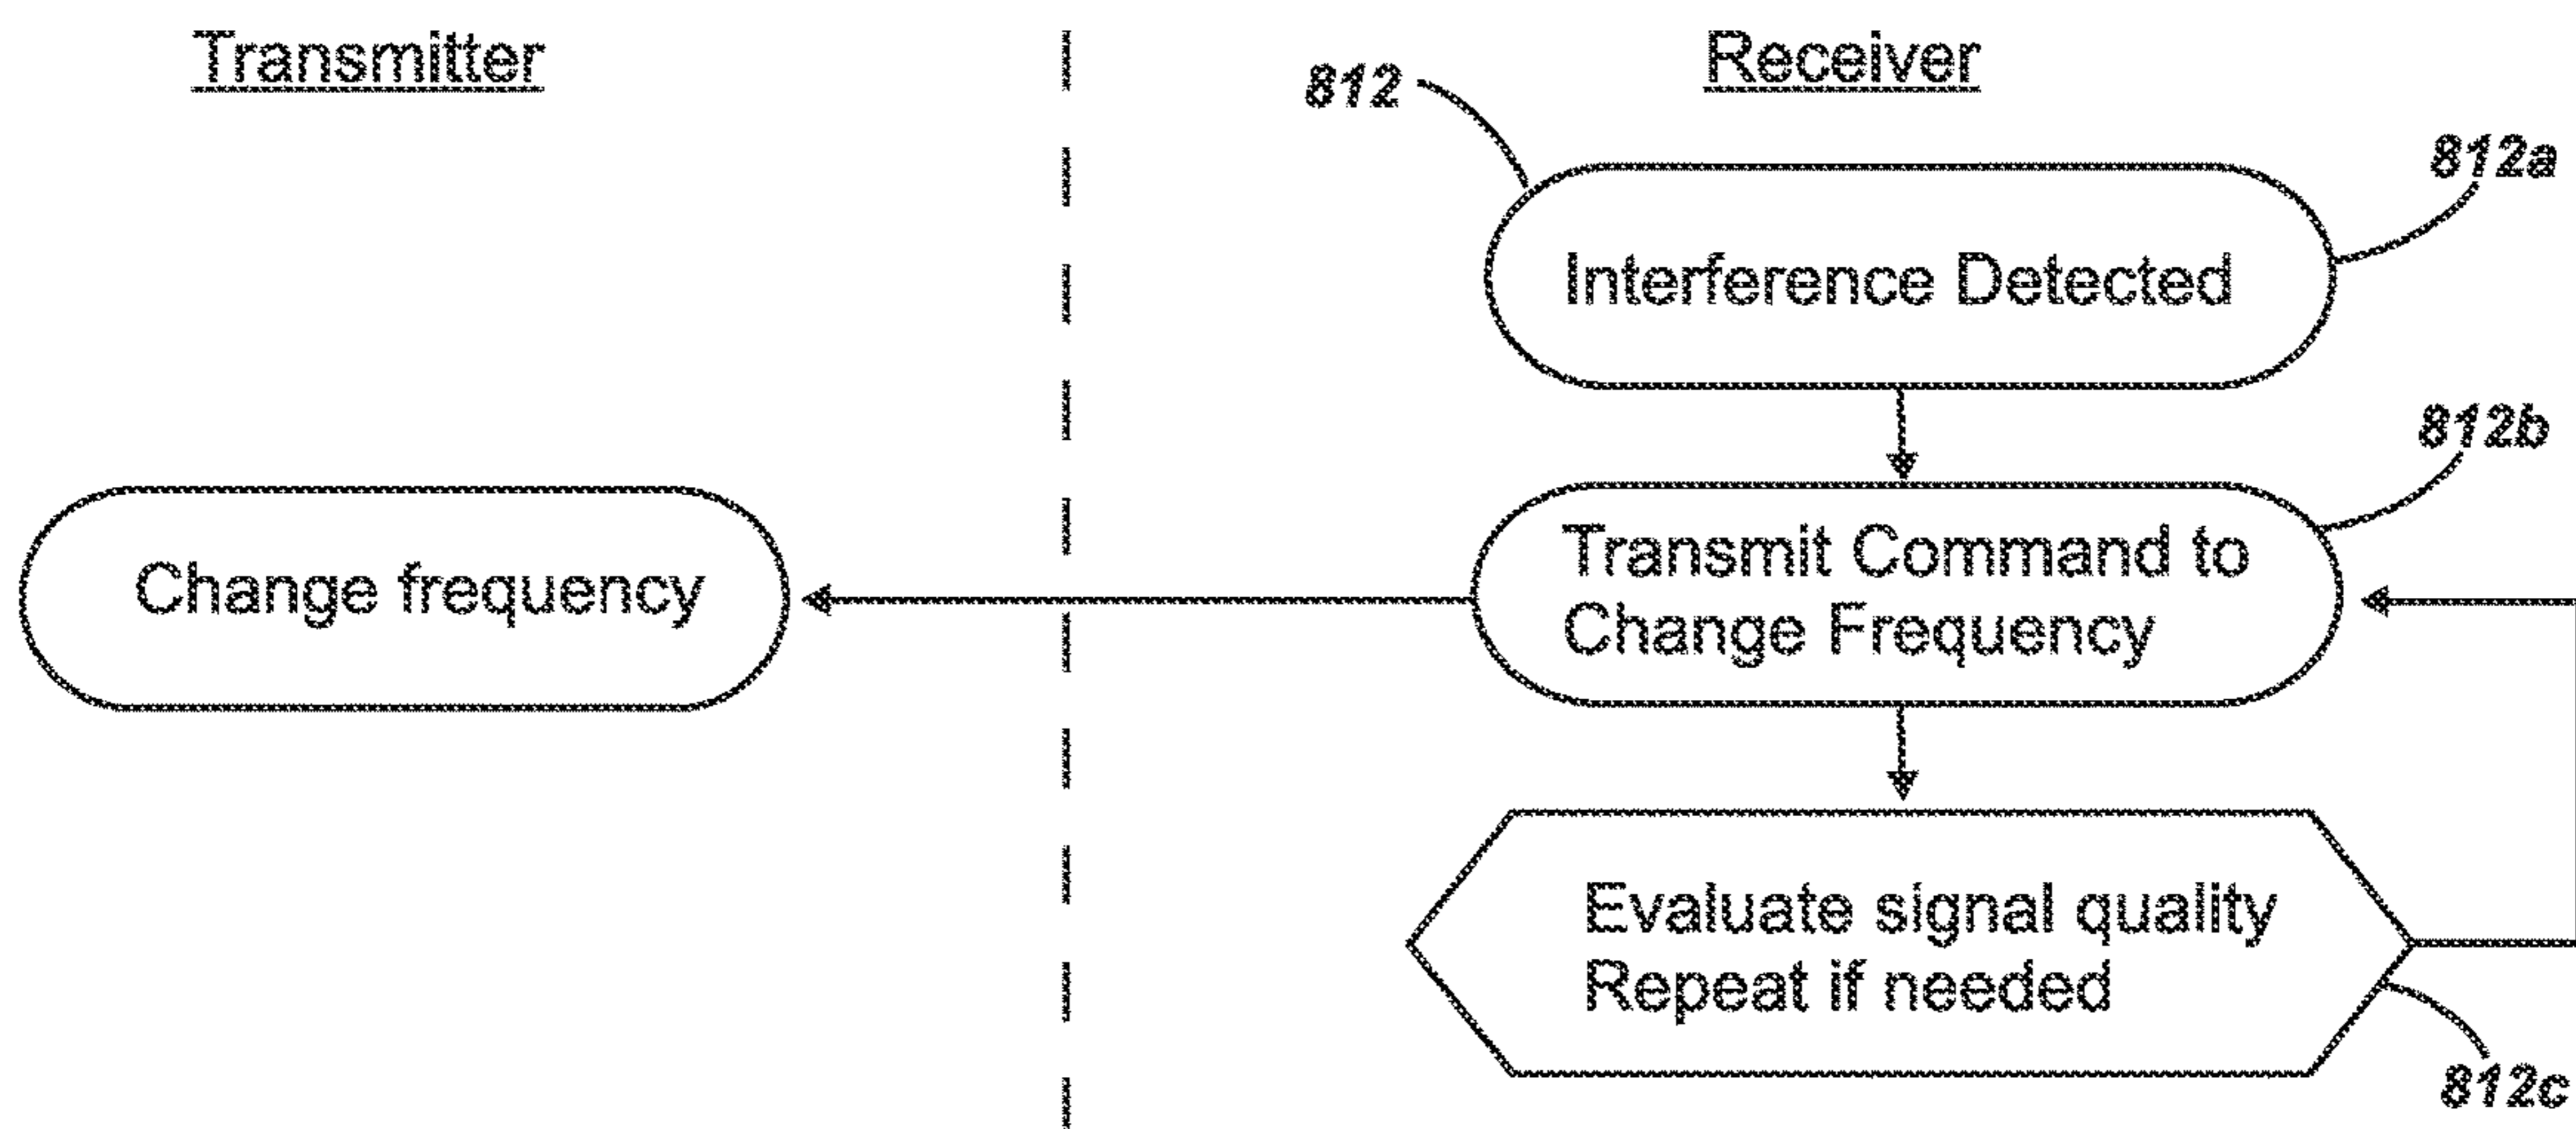 Transmitter
Receiver
812
812a
Interference Detected
812b
Transmit Command to
Change Frequency
Change frequency
Evaluate signal quality
Repeat if needed
812c